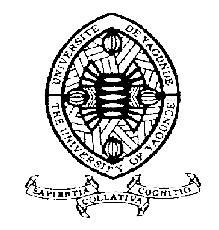 UNIVERSITE DE YAOUNDE
THE UNIVERSITY OF YAOUNDE
SAPIENTIA COLLATIVA COGNITIO